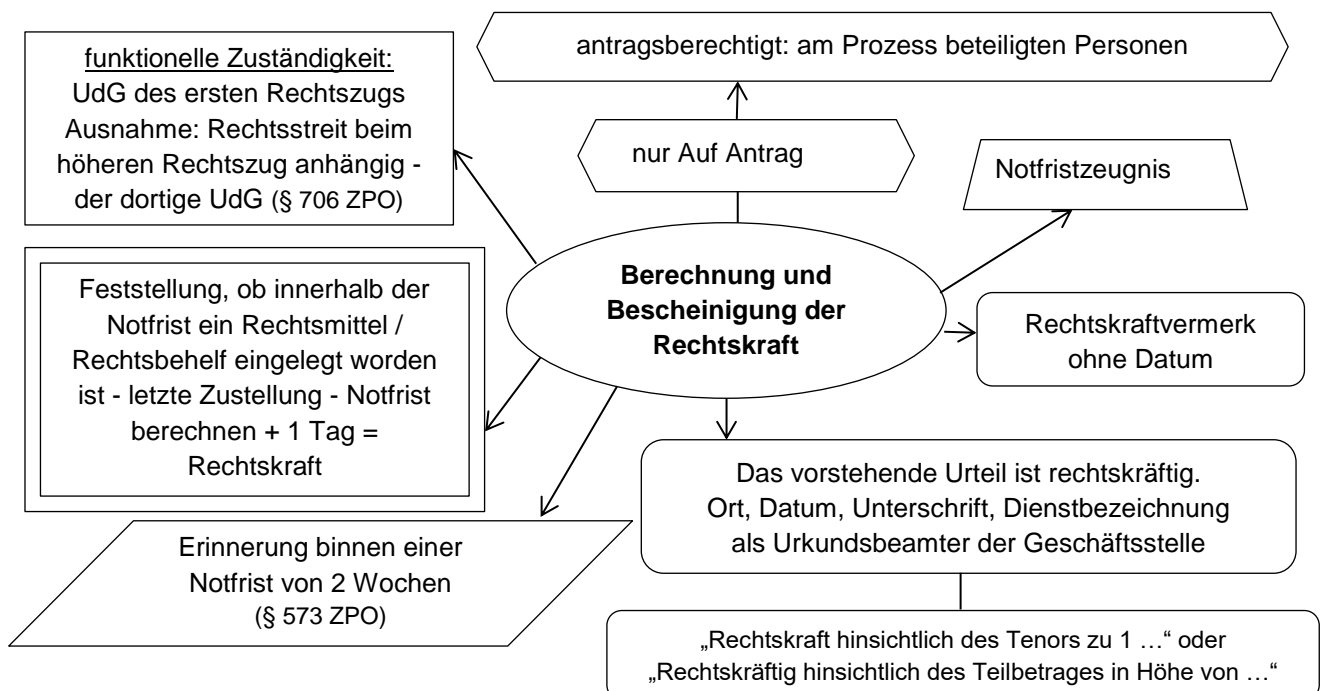 antragsberechtigt: am Prozess beteiligten Personen
funktionelle Zuständigkeit:
UdG des ersten Rechtszugs
Ausnahme: Rechtsstreit beim
höheren Rechtszug anhängig -
der dortige UdG (§ 706 ZPO)
nur Auf Antrag
Notfristzeugnis
Berechnung und
Bescheinigung der
Rechtskraft
Feststellung, ob innerhalb der
Notfrist ein Rechtsmittel /
Rechtsbehelf eingelegt worden
ist - letzte Zustellung - Notfrist
berechnen + 1 Tag =
Rechtskraft
Rechtskraftvermerk
ohne Datum
Das vorstehende Urteil ist rechtskräftig.
Ort, Datum, Unterschrift, Dienstbezeichnung
als Urkundsbeamter der Geschäftsstelle
Erinnerung binnen einer
Notfrist von 2 Wochen
(§ 573 ZPO)
„Rechtskraft hinsichtlich des Tenors zu 1 …“ oder
„Rechtskräftig hinsichtlich des Teilbetrages in Höhe von …“